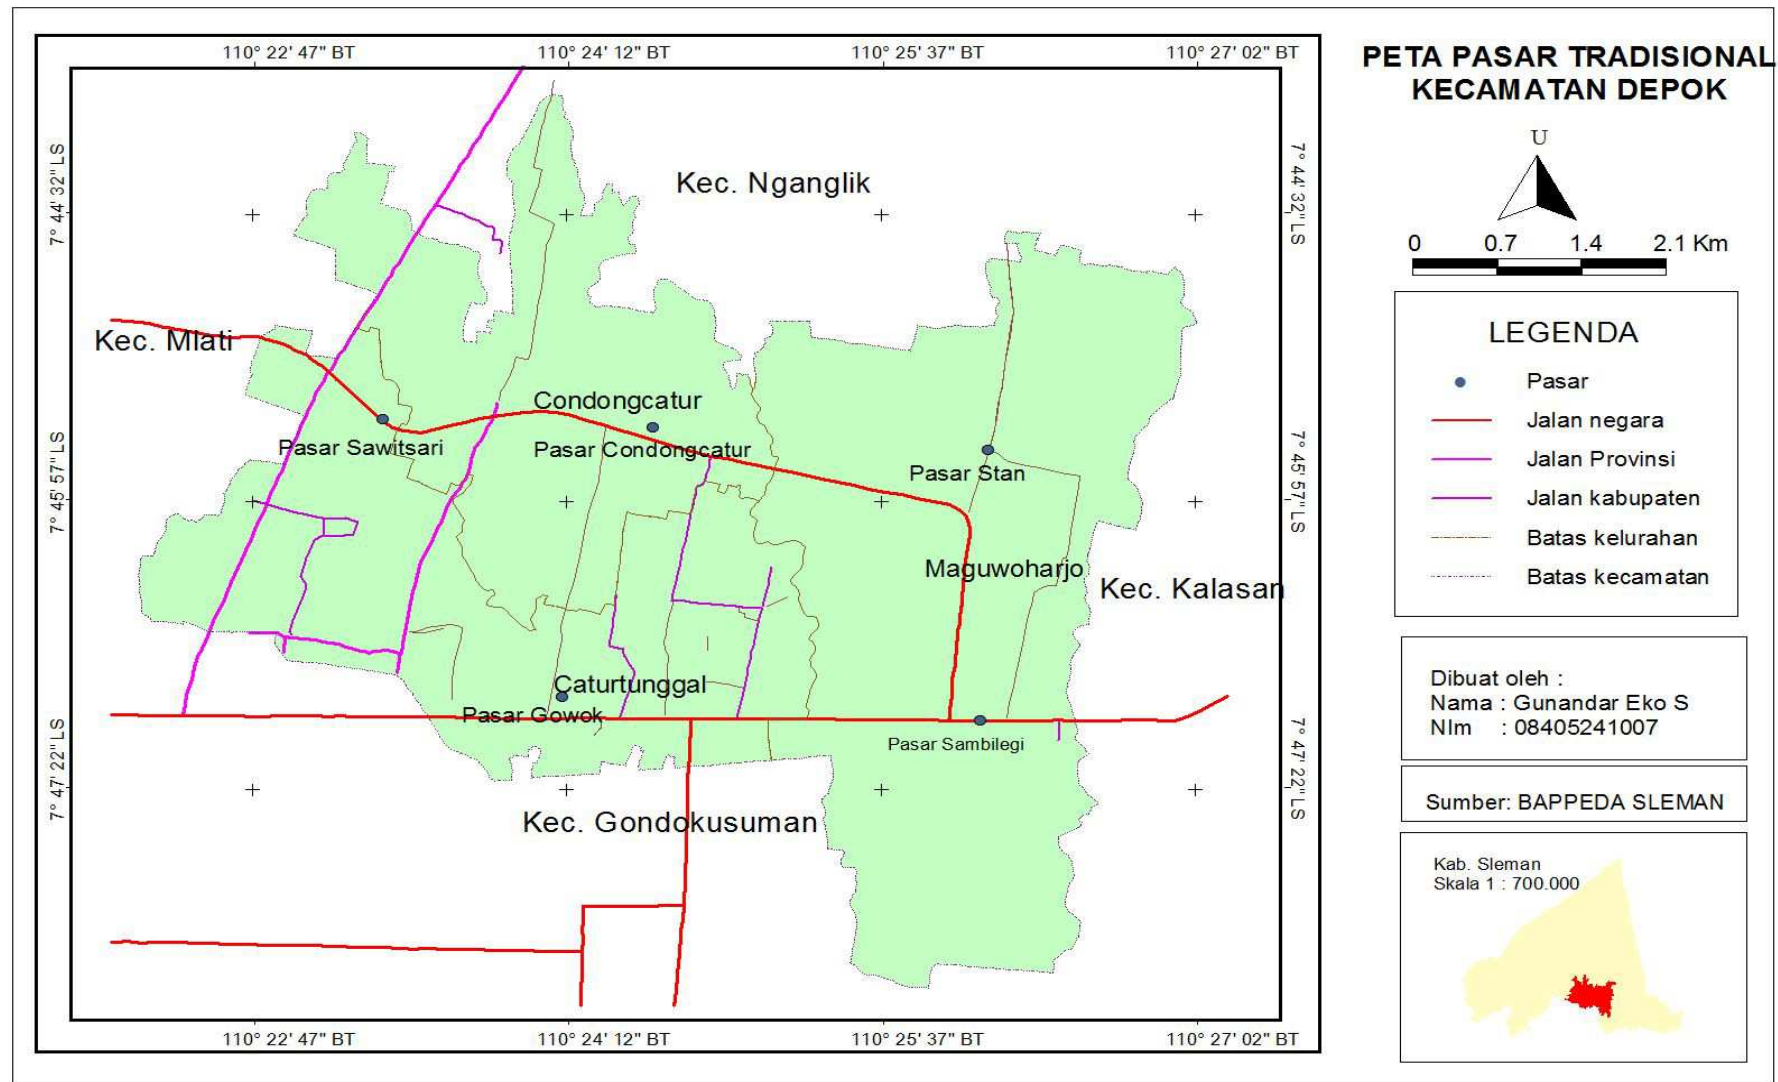 110° 22' 47" BT
110° 24' 12" BT
110° 25' 37" BT
110° 27' 02" BT
7° 44' 32" LS
7° 45' 57" LS
7° 47' 22" LS
7° 44' 32" LS
7° 45' 57" LS
7° 47' 22" LS
Kec. Nganglik
Kec. Mlati
Condongcatur
Pasar Sawitsari
Pasar Condongcatur
Pasar Stan
Maguwoharjo
Kec. Kalasan
Caturtunggal
Pasar Gowok
Pasar Sambilegi
Kec. Gondokusuman
110° 22' 47" BT
110° 24' 12" BT
110° 25' 37" BT
110° 27' 02" BT
PETA PASAR TRADISIONAL
KECAMATAN DEPOK
U
0 0.7 1.4 2.1 Km
LEGENDA
Pasar
Jalan negara
Jalan Provinsi
Jalan kabupaten
Batas kelurahan
Batas kecamatan
Dibuat oleh :
Nama : Gunandar Eko S
NIm : 08405241007
Sumber: BAPPEDA SLEMAN
Kab. Sleman
Skala 1 : 700.000